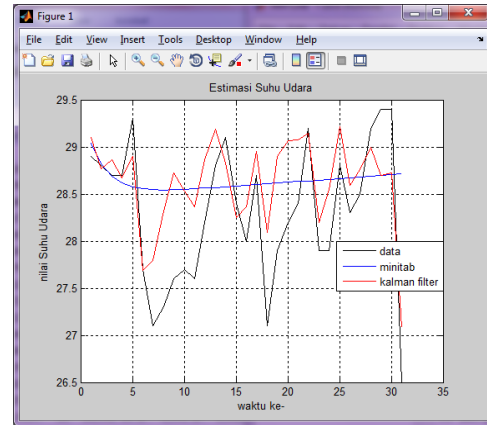 Figure 1
File Edit View Insert Tools Desktop Window Help
Estimasi Suhu Udara
29.5
29
28.5
28
27.5
27
26.5
nilai Suhu Udara
data
minitab
kalman filter
0 5 10 15 20 25 30 35
waktu ke-